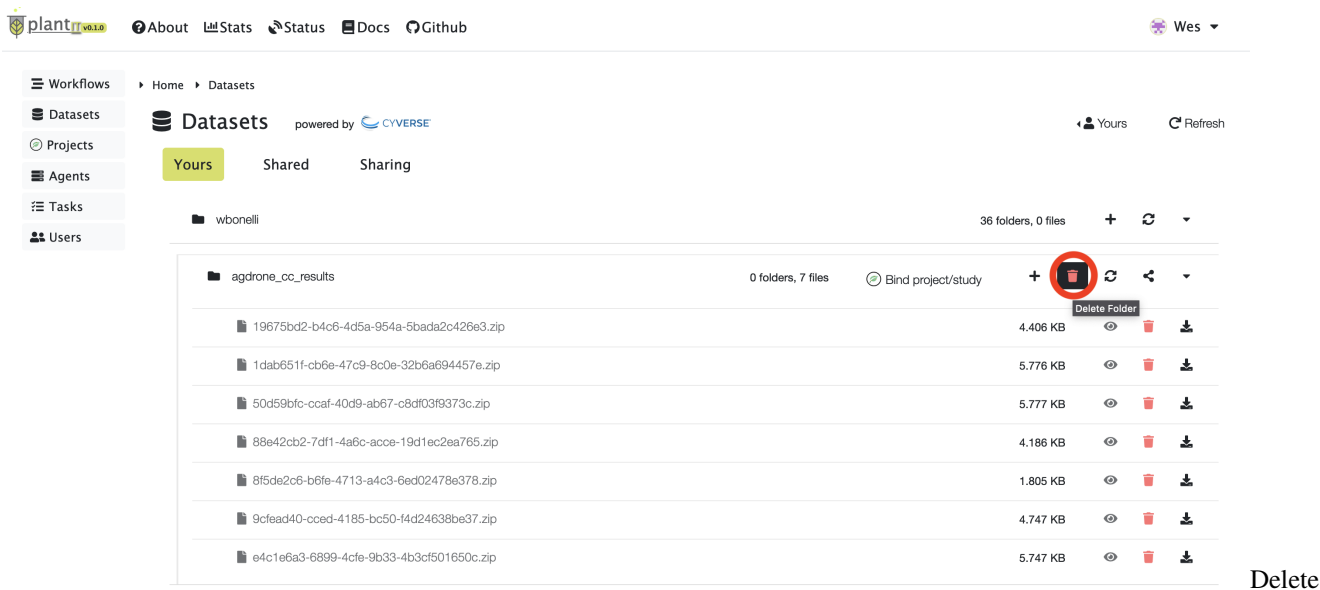 plantIT v0.1.0 About Stats Status Docs Github Wes
Workflows
Datasets
Projects
Agents
Tasks
Users
Home Datasets
Datasets powered by CYVERSE Yours Refresh
Yours Shared Sharing
wbonelli 36 folders, 0 files
agdrone_cc_results 0 folders, 7 files Bind project/study
Delete Folder
19675bd2-b4c6-4d5a-954a-5bada2c426e3.zip 4.406 KB
1dab651f-cb6e-47c9-8c0e-32b6a694457e.zip 5.776 KB
50d59bfc-ccaf-40d9-ab67-c8df03f9373c.zip 5.777 KB
88e42cb2-7df1-4a6c-acce-19d1ec2ea765.zip 4.186 KB
8f5de2c6-b6fe-4713-a4c3-6ed02478e378.zip 1.805 KB
9cfead40-cced-4185-bc50-f4d24638be37.zip 4.747 KB
e4c1e6a3-6899-4cfe-9b33-4b3cf501650c.zip 5.747 KB
Delete